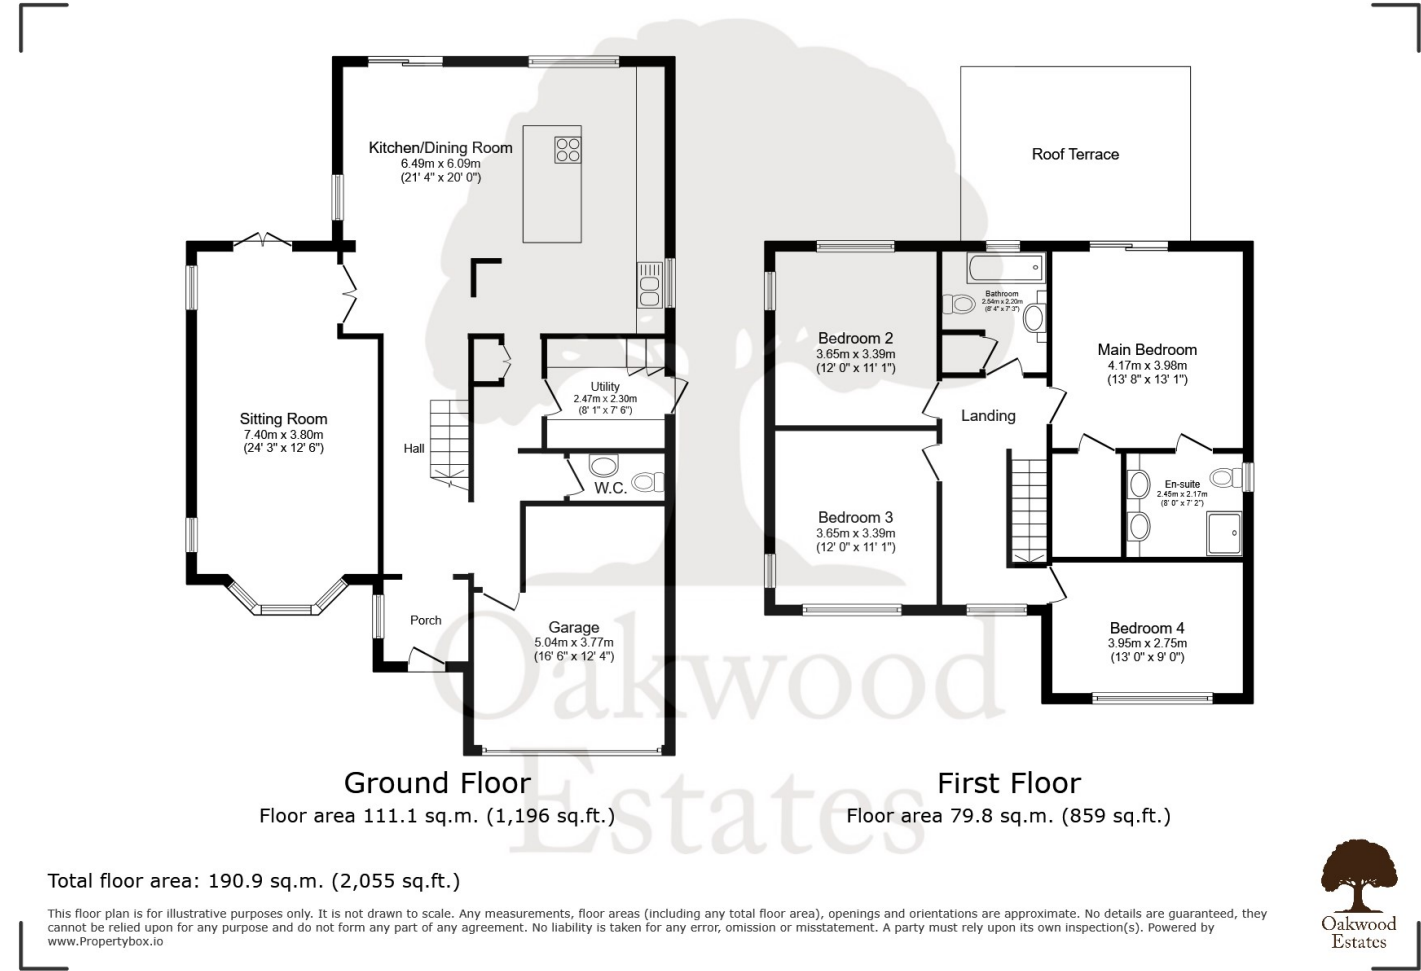 Kitchen/Dining Room
6.49m x 6.09m
(21' 4" x 20' 0")
Sitting Room
7.40m x 3.80m
(24' 3" x 12' 6")
Hall
Utility
2.47m x 2.30m
(8' 1" x 7' 6")
W.C.
Porch
Garage
5.04m x 3.77m
(16' 6" x 12' 4")
Roof Terrace
Bathroom
2.54m x 2.20m
(8' 4" x 7' 3")
Bedroom 2
3.65m x 3.39m
(12' 0" x 11' 1")
Main Bedroom
4.17m x 3.98m
(13' 8" x 13' 1")
Landing
En-suite
2.45m x 2.17m
(8' 0" x 7' 2")
Bedroom 3
3.65m x 3.39m
(12' 0" x 11' 1")
Bedroom 4
3.95m x 2.75m
(13' 0" x 9' 0")
Oakwood
Estates
Ground Floor
Floor area 111.1 sq.m. (1,196 sq.ft.)
First Floor
Floor area 79.8 sq.m. (859 sq.ft.)
Total floor area: 190.9 sq.m. (2,055 sq.ft.)
This floor plan is for illustrative purposes only. It is not drawn to scale. Any measurements, floor areas (including any total floor area), openings and orientations are approximate. No details are guaranteed, they
cannot be relied upon for any purpose and do not form any part of any agreement. No liability is taken for any error, omission or misstatement. A party must rely upon its own inspection(s). Powered by
www.Propertybox.io
Oakwood
Estates